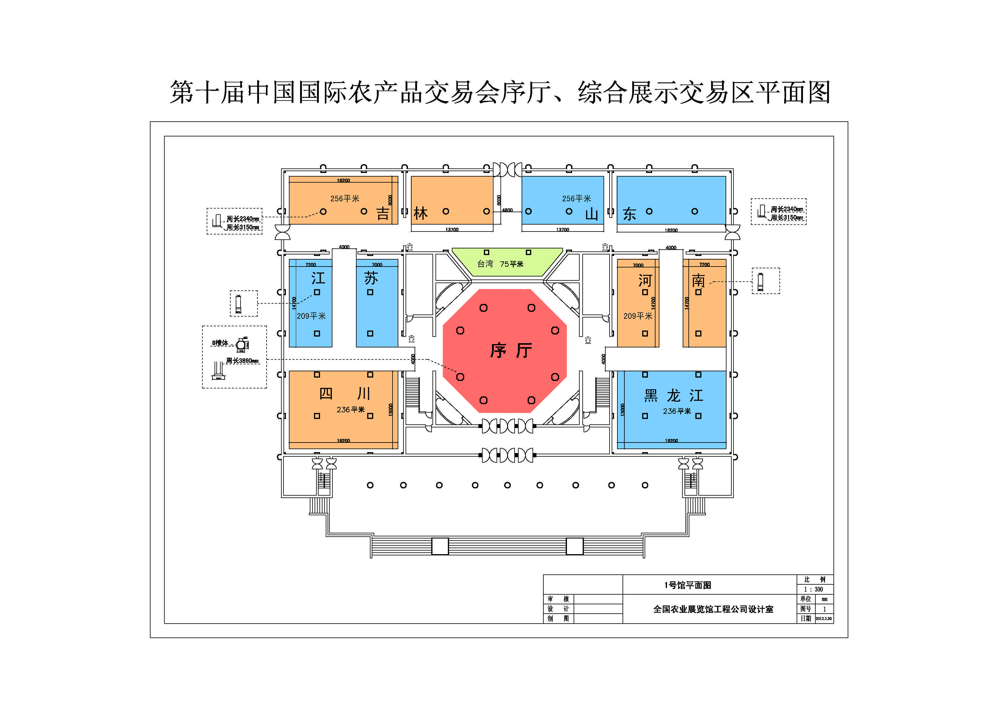 第十届中国国际农产品交易会序厅、综合展示交易区平面图
18200
256平米
8000
吉 林
8000
4800
13700
256平米
山 东
13700
18200
周长2340mm
周长3150mm
周长2340mm
周长3150mm
4000
7200
7000
江 苏
14700
209平米
台湾 75平米
4000
7000
7200
河 南
14700
14700
209平米
8棱体
周长3860mm
4000
序 厅
4000
四 川
236平米
13000
18200
黑 龙 江
236平米
13000
18200
1号馆平面图
比 例
1 : 300
审 核
设 计
制 图
全国农业展览馆工程公司设计室
单位 mm
图号 1
日期 2012.3.20